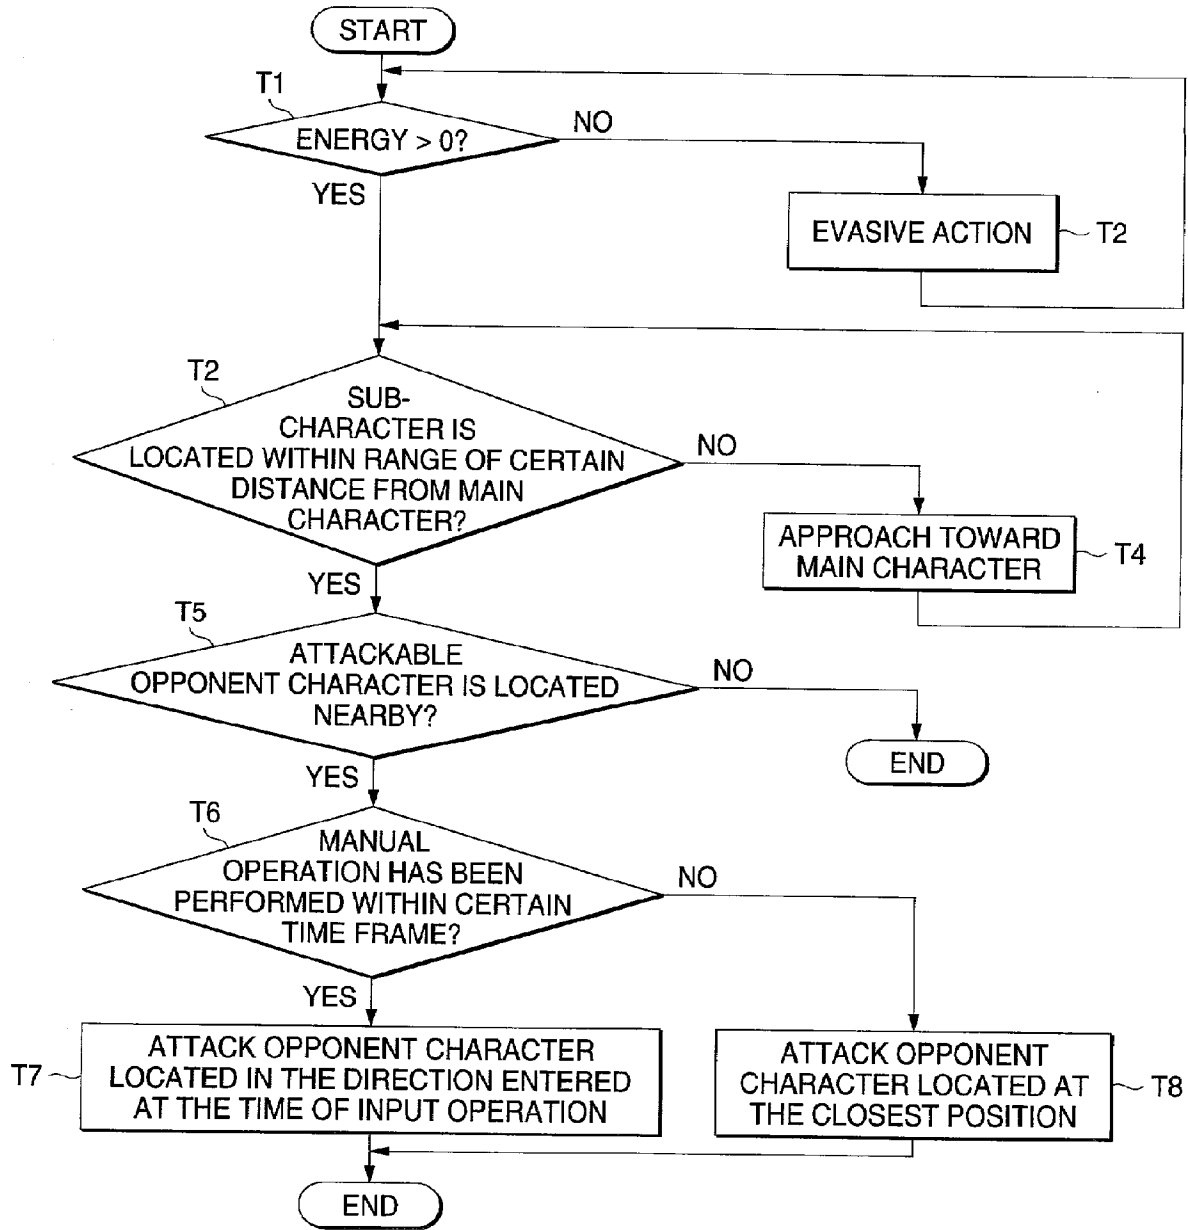 START
T1
ENERGY > 0?
NO
YES
EVASIVE ACTION
T2
T2
SUB-
CHARACTER IS
LOCATED WITHIN RANGE OF CERTAIN
DISTANCE FROM MAIN
CHARACTER?
NO
YES
APPROACH TOWARD
MAIN CHARACTER
T4
T5
ATTACKABLE
OPPONENT CHARACTER IS LOCATED
NEARBY?
NO
YES
END
T6
MANUAL
OPERATION HAS BEEN
PERFORMED WITHIN CERTAIN
TIME FRAME?
NO
YES
T7
ATTACK OPPONENT CHARACTER
LOCATED IN THE DIRECTION ENTERED
AT THE TIME OF INPUT OPERATION
ATTACK OPPONENT
CHARACTER LOCATED AT
THE CLOSEST POSITION
T8
END